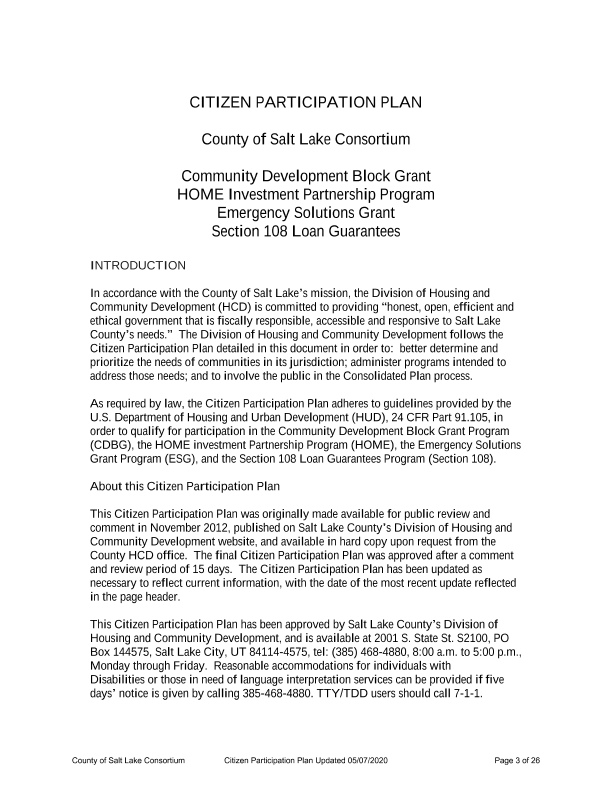 CITIZEN PARTICIPATION PLAN
County of Salt Lake Consortium
Community Development Block Grant
HOME Investment Partnership Program
Emergency Solutions Grant
Section 108 Loan Guarantees
INTRODUCTION
In accordance with the County of Salt Lake's mission, the Division of Housing and
Community Development (HCD) is committed to providing "honest, open, efficient and
ethical government that is fiscally responsible, accessible and responsive to Salt Lake
County's needs." The Division of Housing and Community Development follows the
Citizen Participation Plan detailed in this document in order to: better determine and
prioritize the needs of communities in its jurisdiction; administer programs intended to
address those needs; and to involve the public in the Consolidated Plan process.
As required by law, the Citizen Participation Plan adheres to guidelines provided by the
U.S. Department of Housing and Urban Development (HUD), 24 CFR Part 91.105, in
order to qualify for participation in the Community Development Block Grant Program
(CDBG), the HOME investment Partnership Program (HOME), the Emergency Solutions
Grant Program (ESG), and the Section 108 Loan Guarantees Program (Section 108).
About this Citizen Participation Plan
This Citizen Participation Plan was originally made available for public review and
comment in November 2012, published on Salt Lake County's Division of Housing and
Community Development website, and available in hard copy upon request from the
County HCD office. The final Citizen Participation Plan was approved after a comment
and review period of 15 days. The Citizen Participation Plan has been updated as
necessary to reflect current information, with the date of the most recent update reflected
in the page header.
This Citizen Participation Plan has been approved by Salt Lake County's Division of
Housing and Community Development, and is available at 2001 S. State St. S2100, PO
Box 144575, Salt Lake City, UT 84114-4575, tel: (385) 468-4880, 8:00 a.m. to 5:00 p.m.,
Monday through Friday. Reasonable accommodations for individuals with
Disabilities or those in need of language interpretation services can be provided if five
days' notice is given by calling 385-468-4880. TTY/TDD users should call 7-1-1.
County of Salt Lake Consortium Citizen Participation Plan Updated 05/07/2020 Page 3 of 26